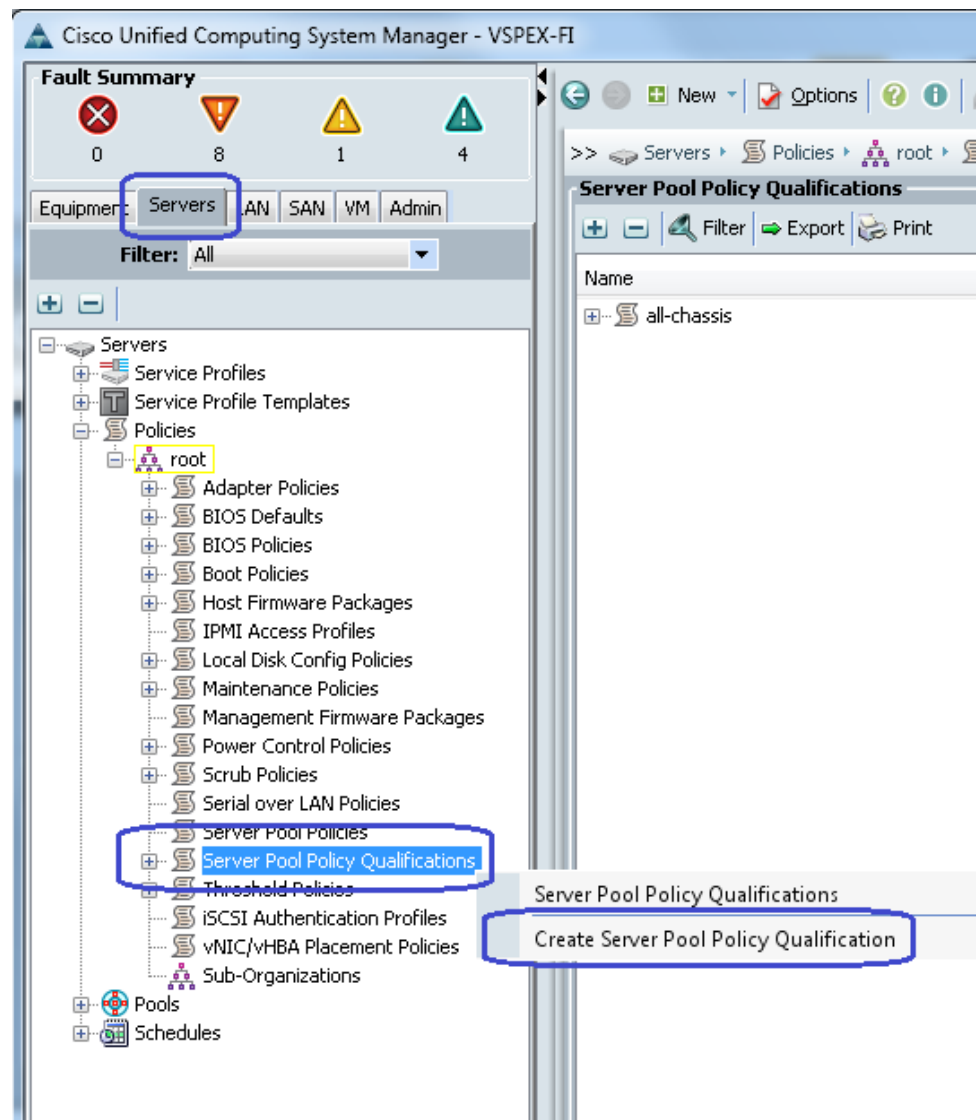 Cisco Unified Computing System Manager - VSPEX-FI
Fault Summary
0 8 1 4
Equipment Servers LAN SAN VM Admin
Filter: All
Servers
Service Profiles
Service Profile Templates
Policies
root
Adapter Policies
BIOS Defaults
BIOS Policies
Boot Policies
Host Firmware Packages
IPMI Access Profiles
Local Disk Config Policies
Maintenance Policies
Management Firmware Packages
Power Control Policies
Scrub Policies
Serial over LAN Policies
Server Pool Policies
Server Pool Policy Qualifications
Threshold Policies
iSCSI Authentication Profiles
vNIC/vHBA Placement Policies
Sub-Organizations
Pools
Schedules
New Options
>> Servers Policies root
Server Pool Policy Qualifications
Filter Export Print
Name
all-chassis
Server Pool Policy Qualifications
Create Server Pool Policy Qualification